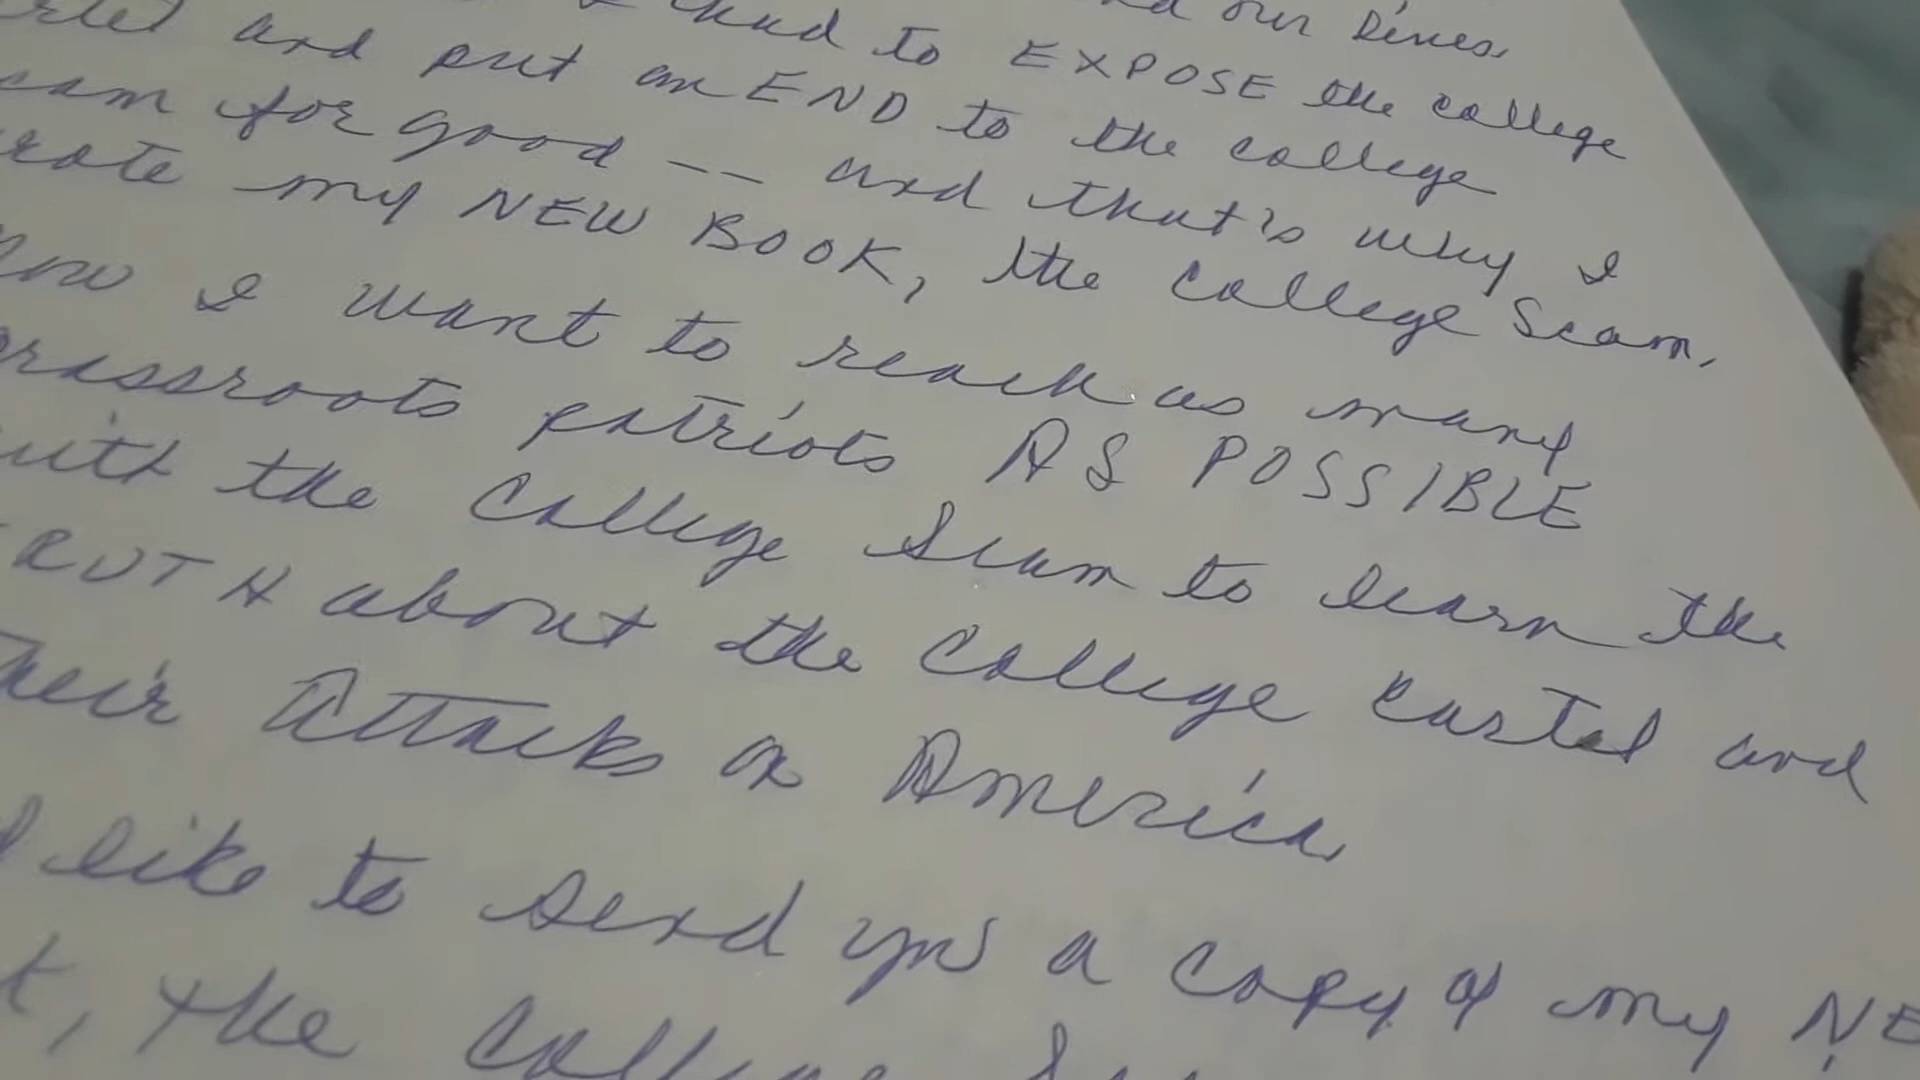 our Lives.
had to EXPOSE the college
and put an END to the college
for good -- and that's why I
my NEW BOOK, the College Scam.
I want to reach as many
grassroots patriots AS POSSIBLE
with the College Scam to learn the
RUTH about the College Cartel and
Their Attacks on America.
like to send you a copy of my NE
t, the College